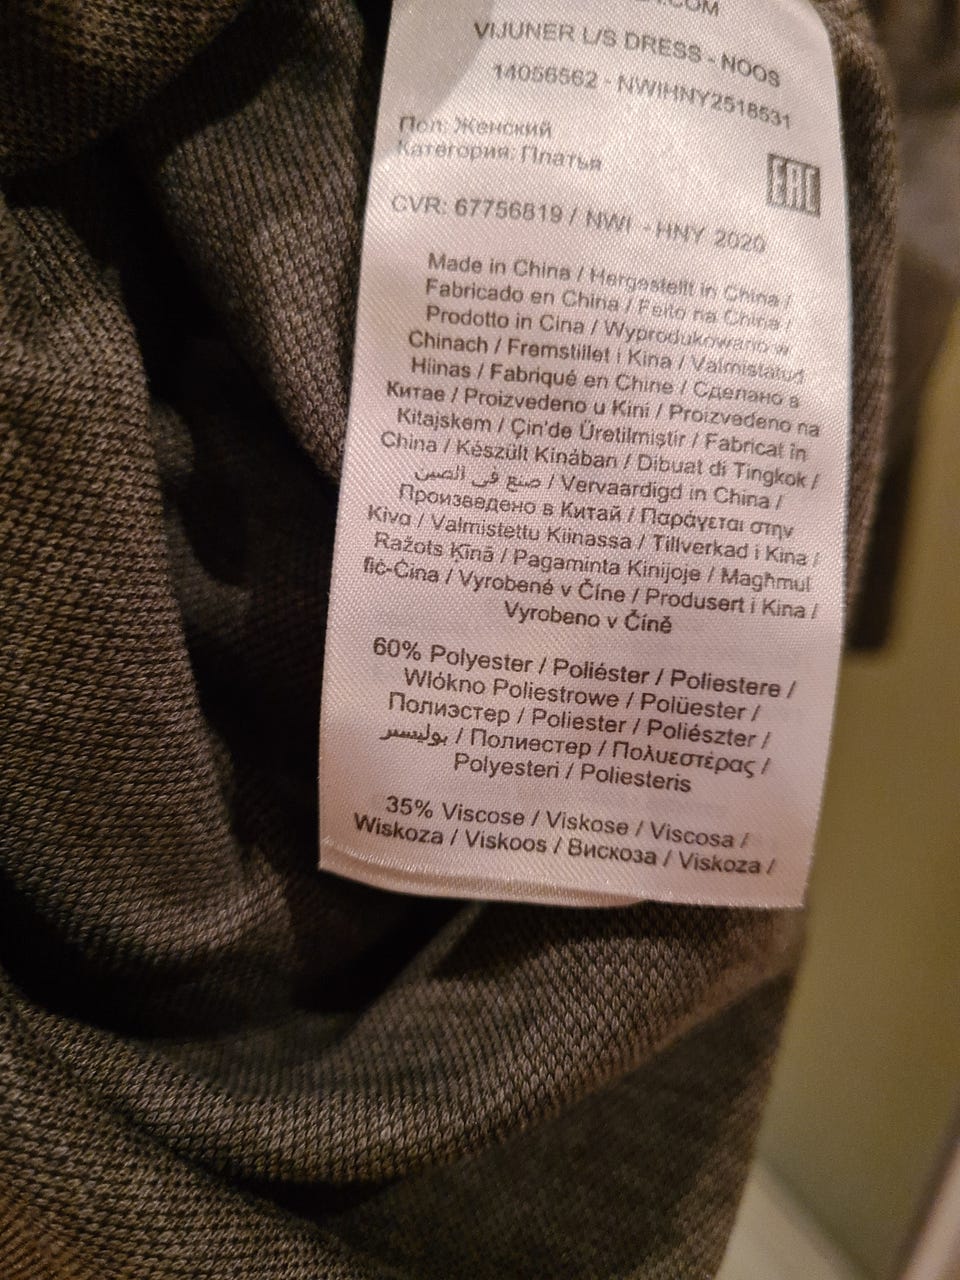 .COM
VIJUNER L/S DRESS - NOOS
14056562 - NWIHNY2518531
Пол: Женский
Категория: Платья
EAC
CVR: 67756819 / NWI - HNY 2020
Made in China / Hergestellt in China /
Fabricado en China / Feito na China /
Prodotto in Cina / Wyprodukowano w
Chinach / Fremstillet i Kina / Valmistatud
Hiinas / Fabriqué en Chine / Сделано в
Китае / Proizvedeno u Kini / Proizvedeno na
Kitajskem / Çin'de Üretilmiştir / Fabricat în
China / Készült Kínában / Dibuat di Tingkok /
صنع في الصين / Vervaardigd in China /
Произведено в Китай / Παράγεται στην
Κίνα / Valmistettu Kiinassa / Tillverkad i Kina /
Ražots Ķīnā / Pagaminta Kinijoje / Magħmul
fiċ-Ċina / Vyrobené v Číne / Produsert i Kina /
Vyrobeno v Číně
60% Polyester / Poliéster / Poliestere /
Włókno Poliestrowe / Polüester /
Полиэстер / Poliester / Poliészter /
بوليستر / Полиестер / Πολυεστέρας /
Polyesteri / Poliesteris
35% Viscose / Viskose / Viscosa /
Wiskoza / Viskoos / Вискоза / Viskoza /